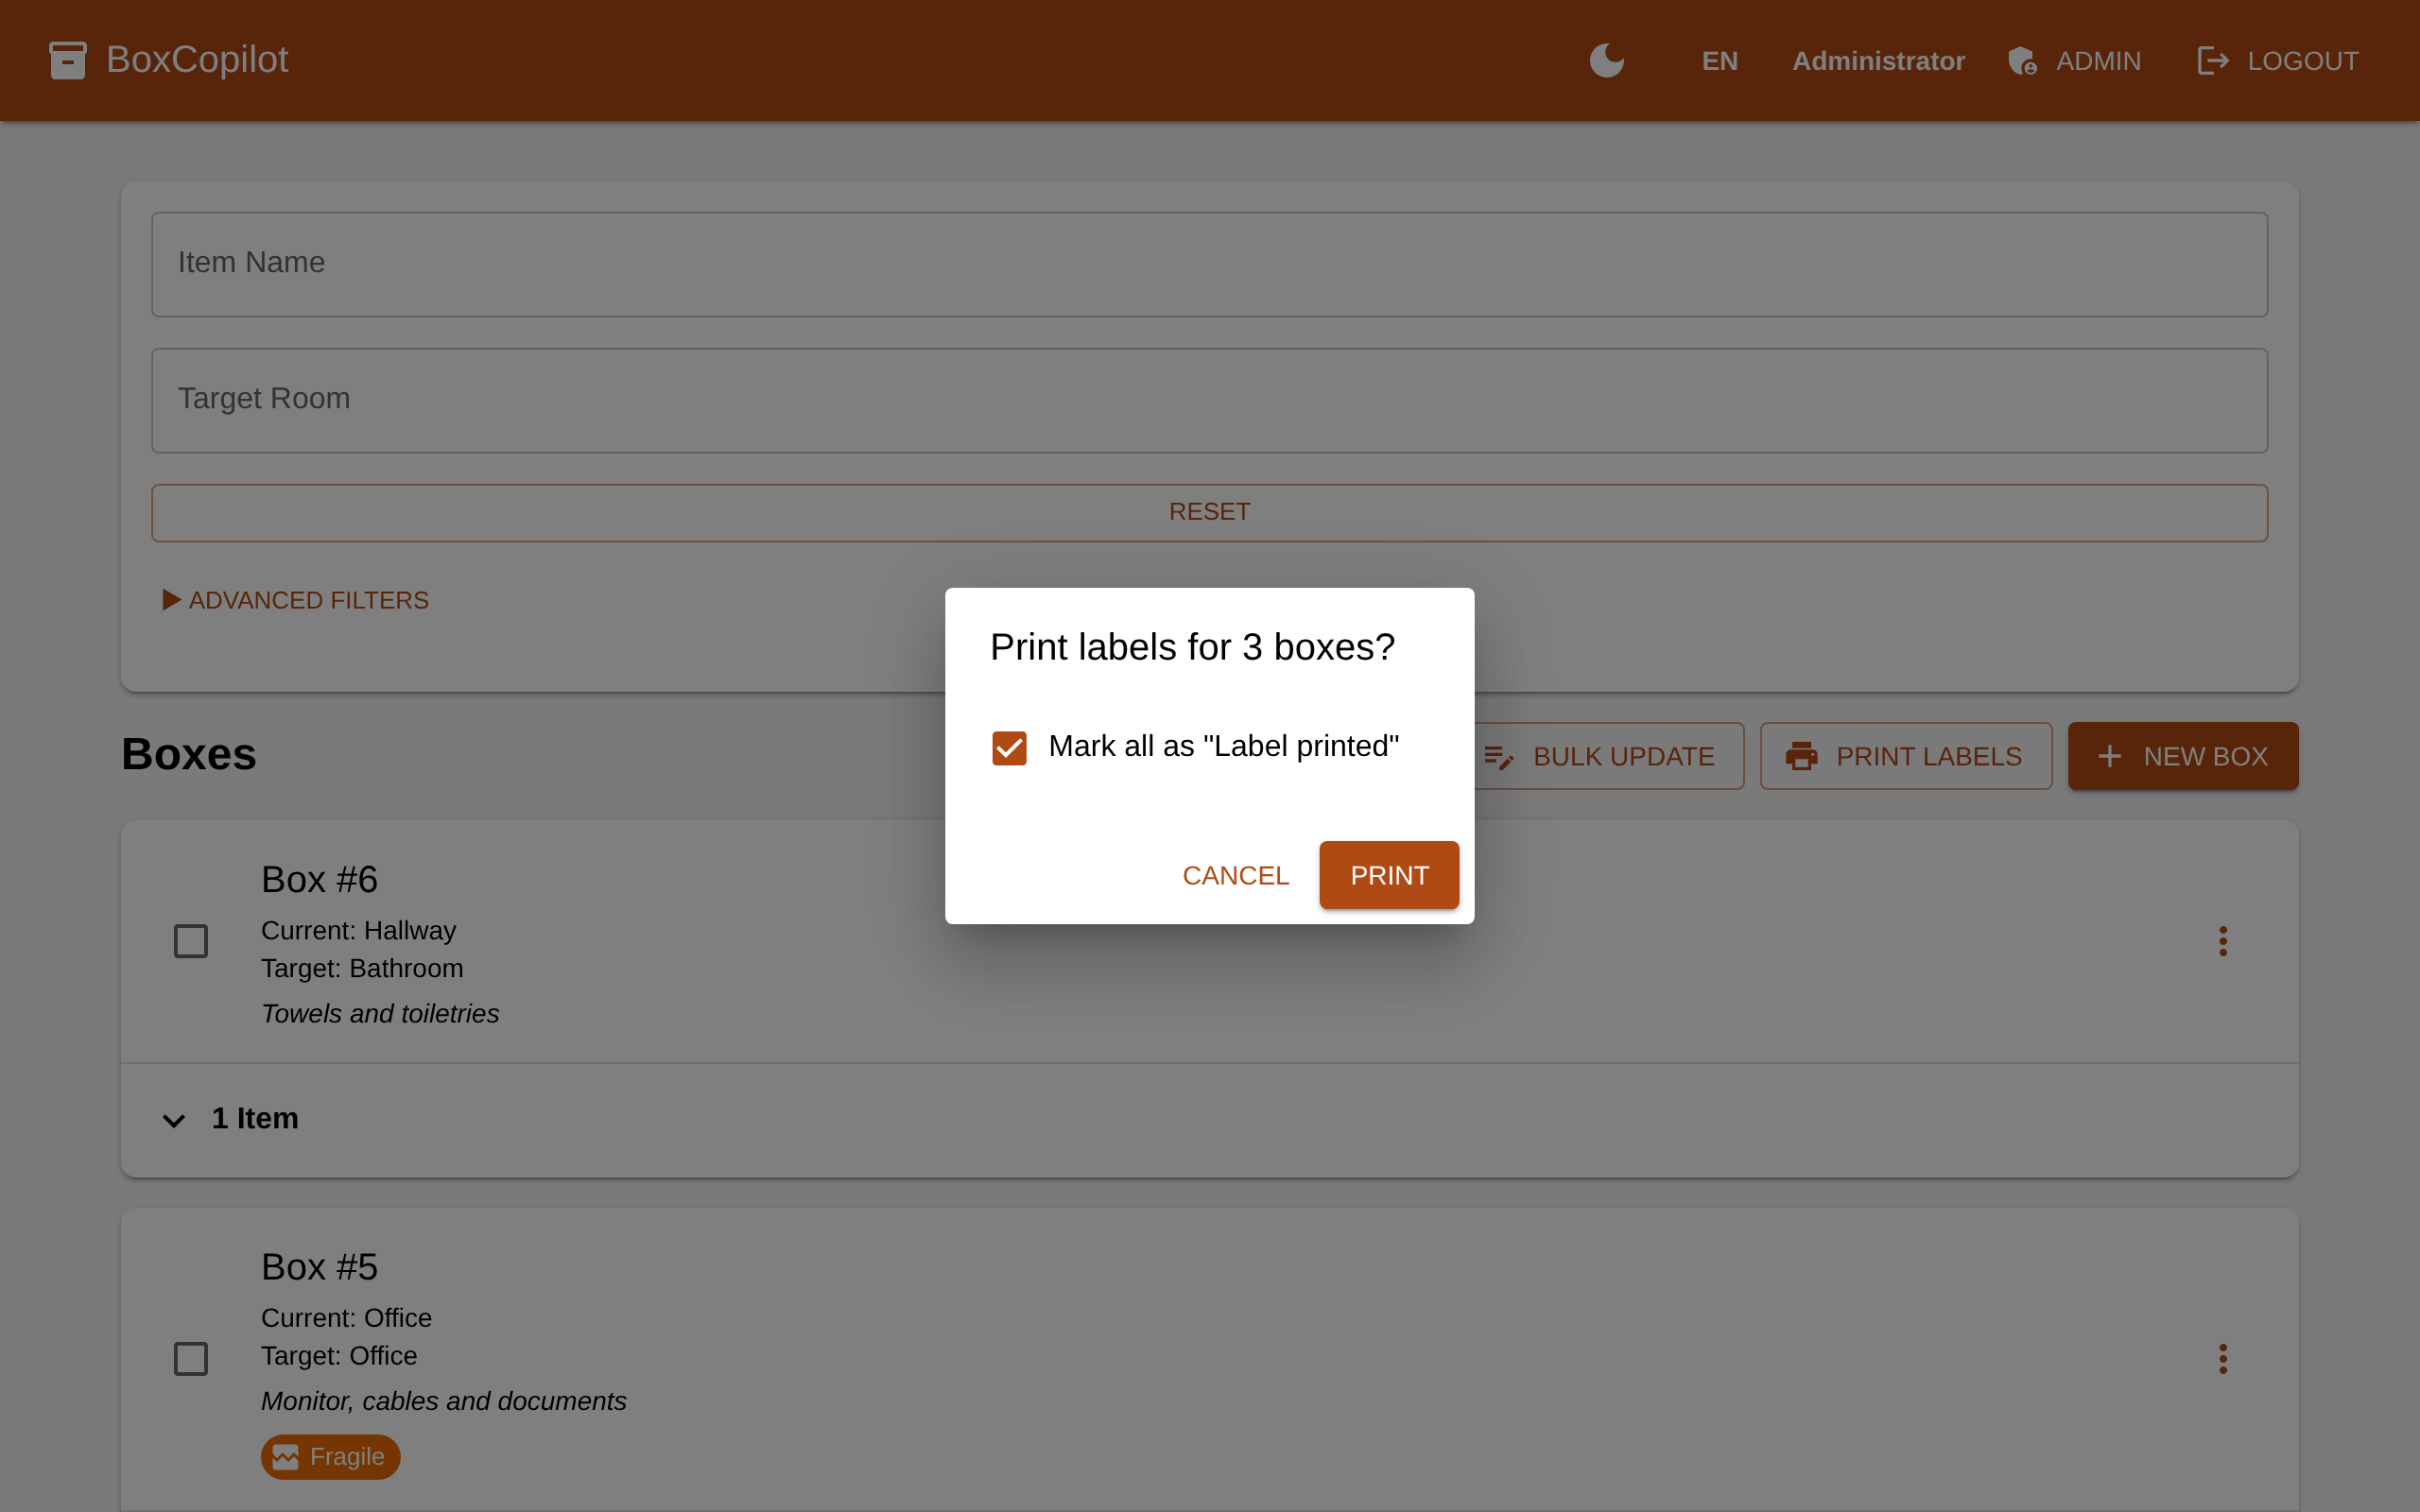 BoxCopilot
EN
Administrator
ADMIN
LOGOUT
Item Name
Target Room
RESET
ADVANCED FILTERS
Print labels for 3 boxes?
Mark all as "Label printed"
CANCEL
PRINT
Boxes
BULK UPDATE
PRINT LABELS
NEW BOX
Box #6
Current: Hallway
Target: Bathroom
Towels and toiletries
1 Item
Box #5
Current: Office
Target: Office
Monitor, cables and documents
Fragile